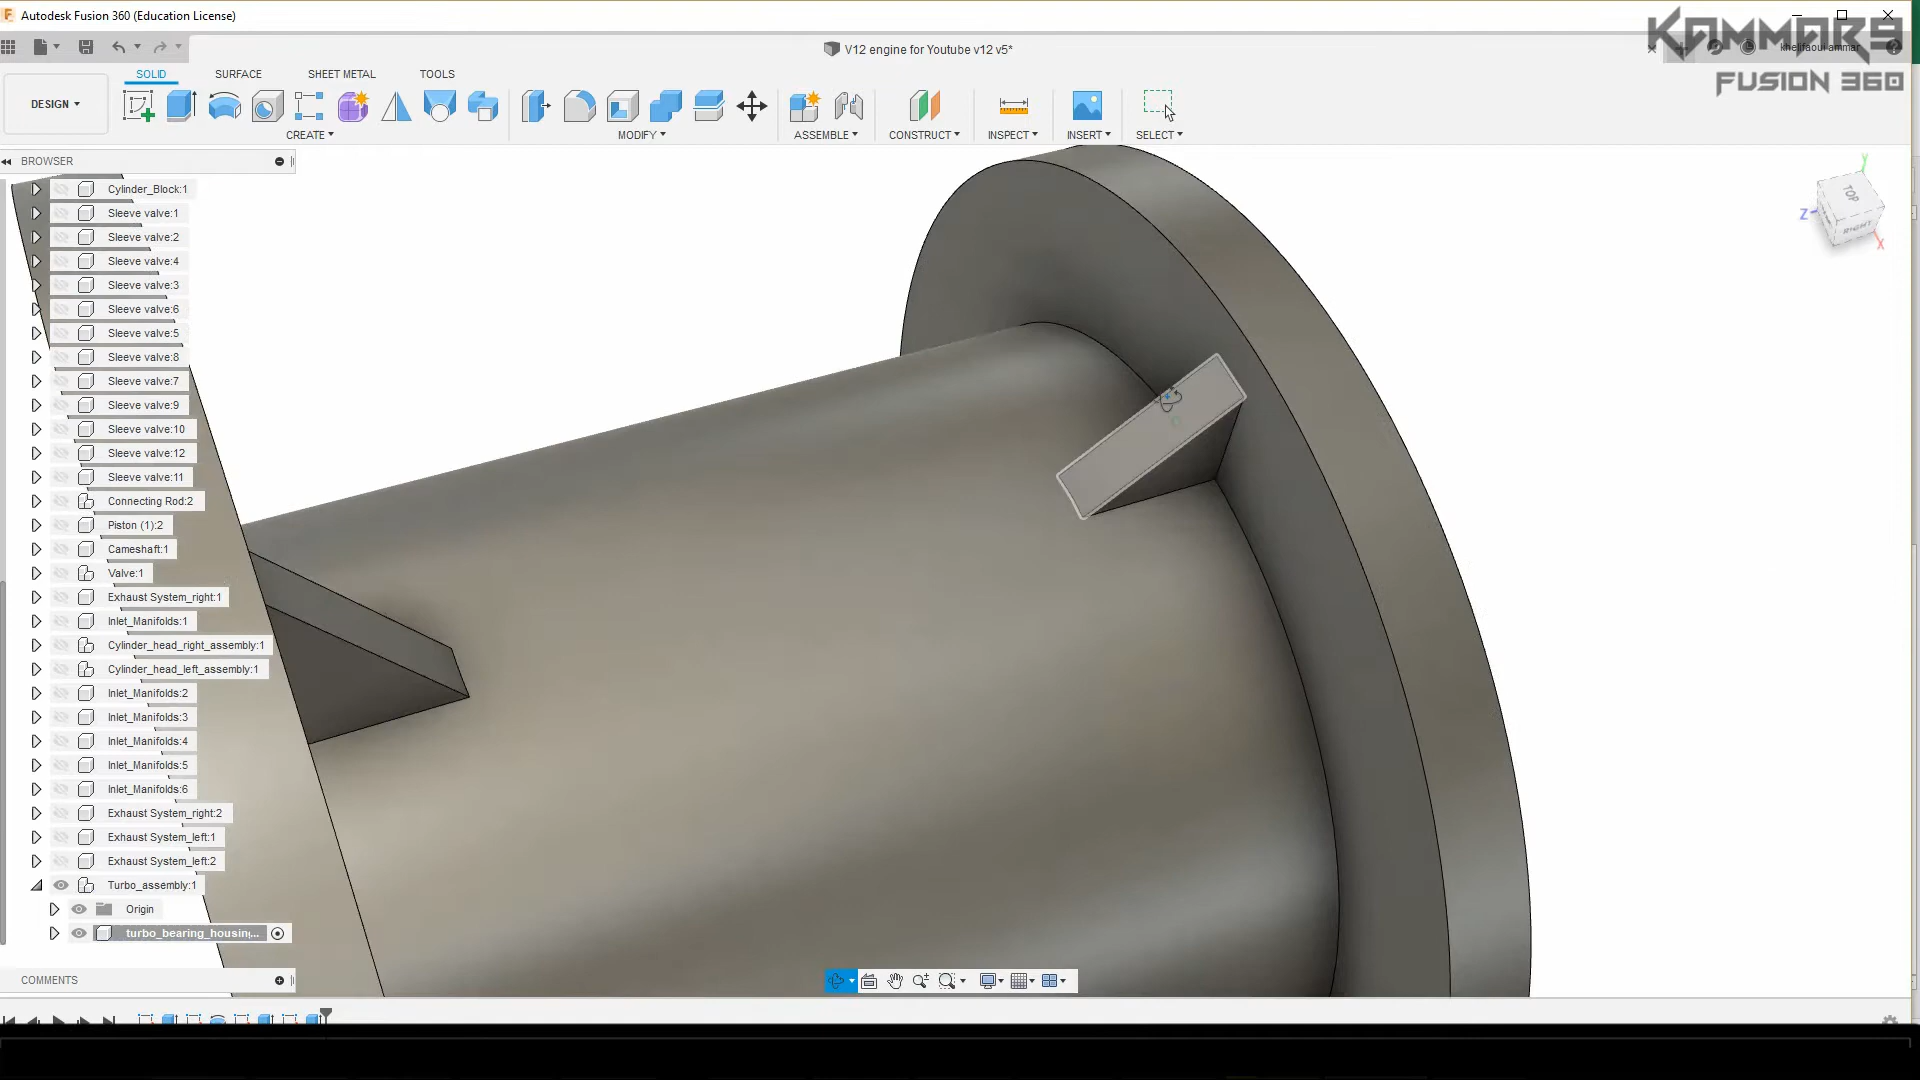 Autodesk Fusion 360 (Education License)
KAMMARS
FUSION 360
V12 engine for Youtube v12 v5*
khelifaoui ammar
SOLID
SURFACE
SHEET METAL
TOOLS
DESIGN
CREATE
MODIFY
ASSEMBLE
CONSTRUCT
INSPECT
INSERT
SELECT
BROWSER
Cylinder_Block:1
Sleeve valve:1
Sleeve valve:2
Sleeve valve:4
Sleeve valve:3
Sleeve valve:6
Sleeve valve:5
Sleeve valve:8
Sleeve valve:7
Sleeve valve:9
Sleeve valve:10
Sleeve valve:12
Sleeve valve:11
Connecting Rod:2
Piston (1):2
Cameshaft:1
Valve:1
Exhaust System_right:1
Inlet_Manifolds:1
Cylinder_head_right_assembly:1
Cylinder_head_left_assembly:1
Inlet_Manifolds:2
Inlet_Manifolds:3
Inlet_Manifolds:4
Inlet_Manifolds:5
Inlet_Manifolds:6
Exhaust System_right:2
Exhaust System_left:1
Exhaust System_left:2
Turbo_assembly:1
Origin
turbo_bearing_housin...
COMMENTS
Y
TOP
Z
RIGHT
X